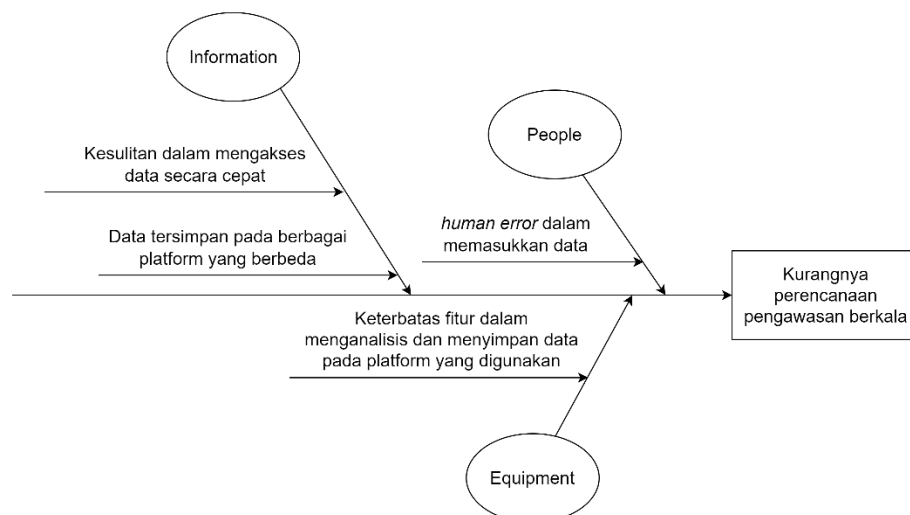 Information
Kesulitan dalam mengakses
data secara cepat
Data tersimpan pada berbagai
platform yang berbeda
People
human error dalam
memasukkan data
Kurangnya
perencanaan
pengawasan berkala
Keterbatas fitur dalam
menganalisis dan menyimpan data
pada platform yang digunakan
Equipment